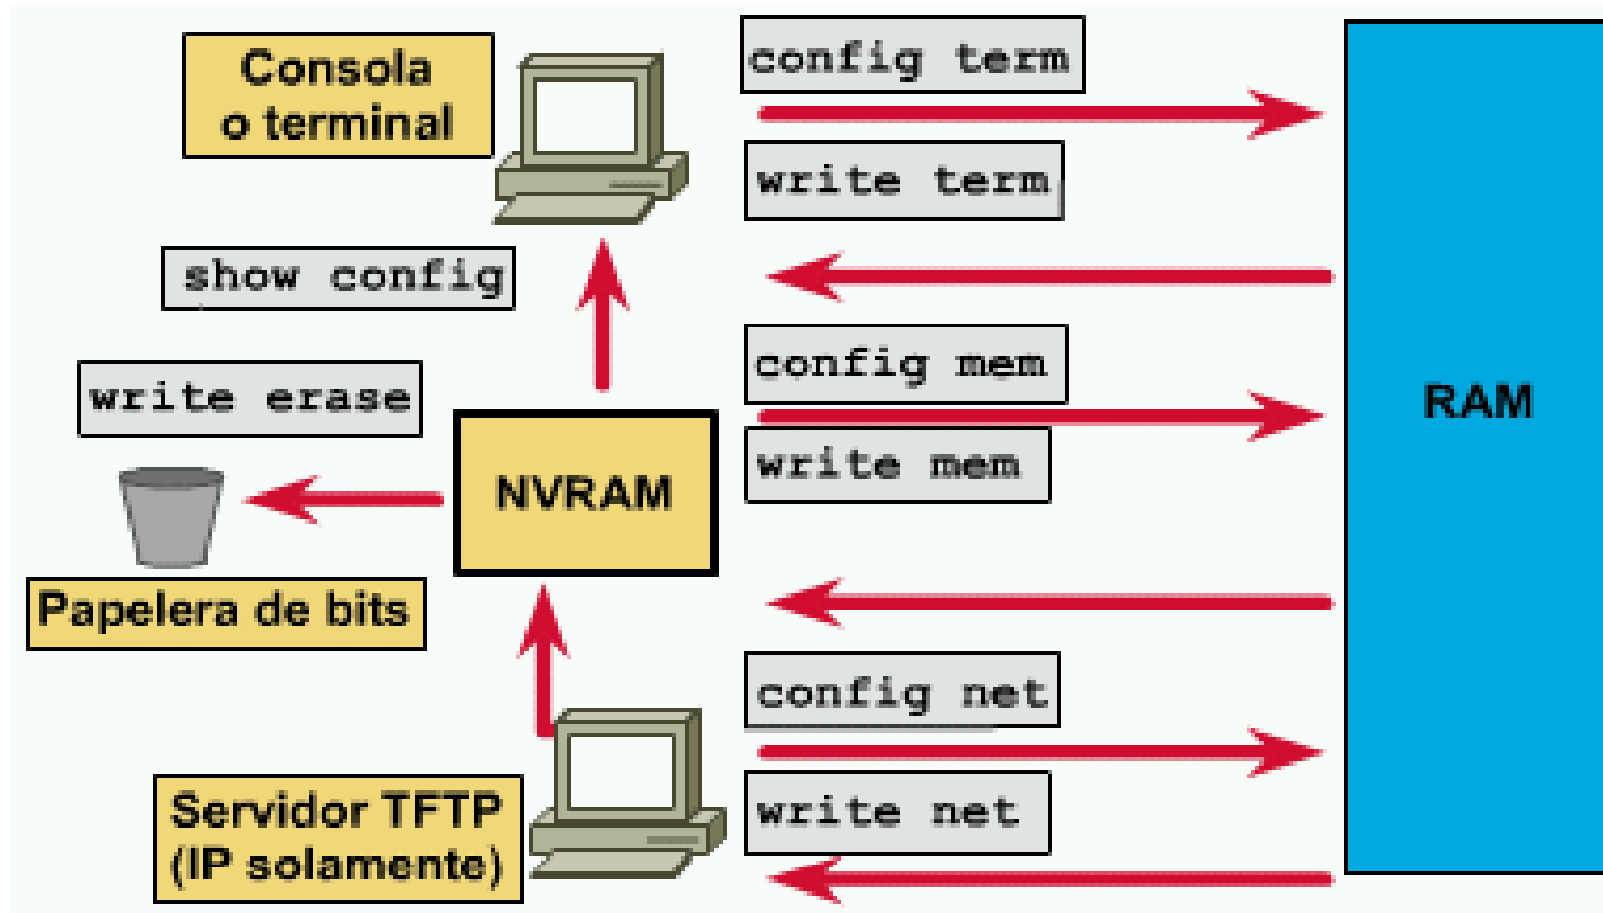 Consola
o terminal
config term
write term
show config
config mem
write erase
RAM
write mem
NVRAM
Papelera de bits
config net
Servidor TFTP
(IP solamente)
write net